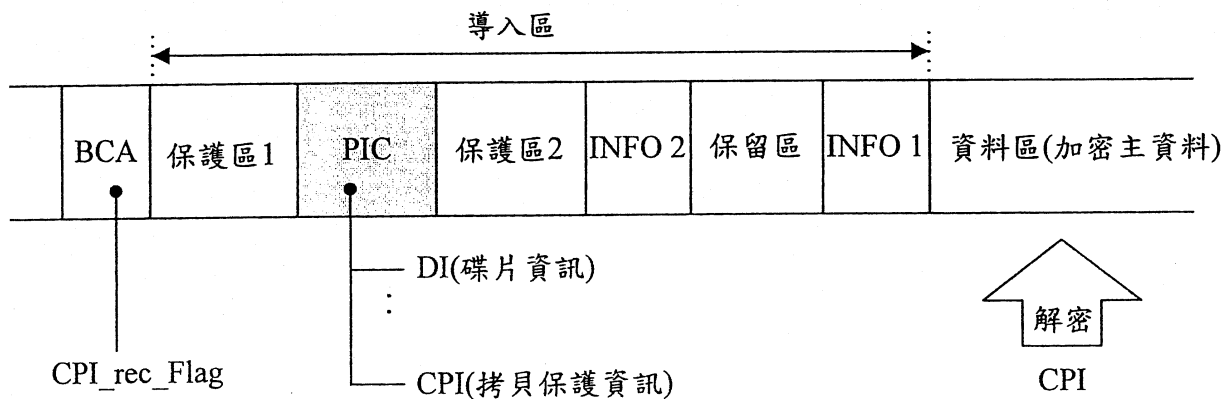 導入區
BCA
保護區1
PIC
保護區2
INFO 2
保留區
INFO 1
資料區(加密主資料)
DI(碟片資訊)
CPI_rec_Flag
CPI(拷貝保護資訊)
解密
CPI